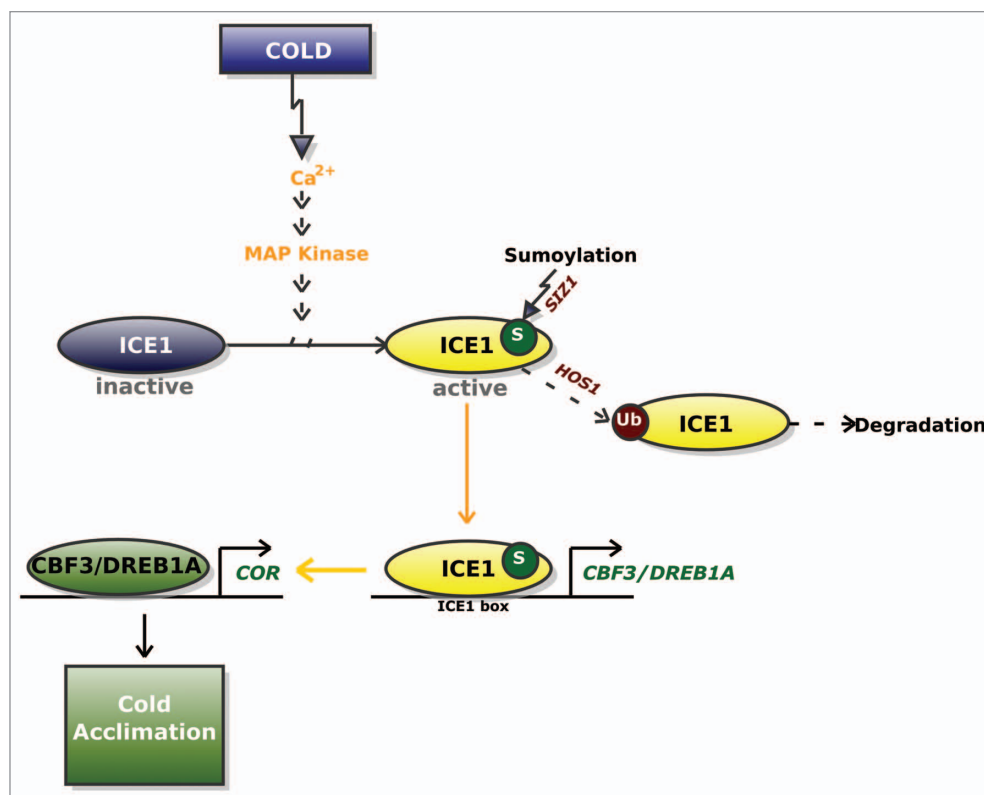 COLD
Ca2+
MAP Kinase
Sumoylation
SIZ1
S
ICE1
inactive
ICE1
active
HOS1
Ub
ICE1
Degradation
CBF3/DREB1A
COR
ICE1
S
ICE1 box
CBF3/DREB1A
Cold
Acclimation